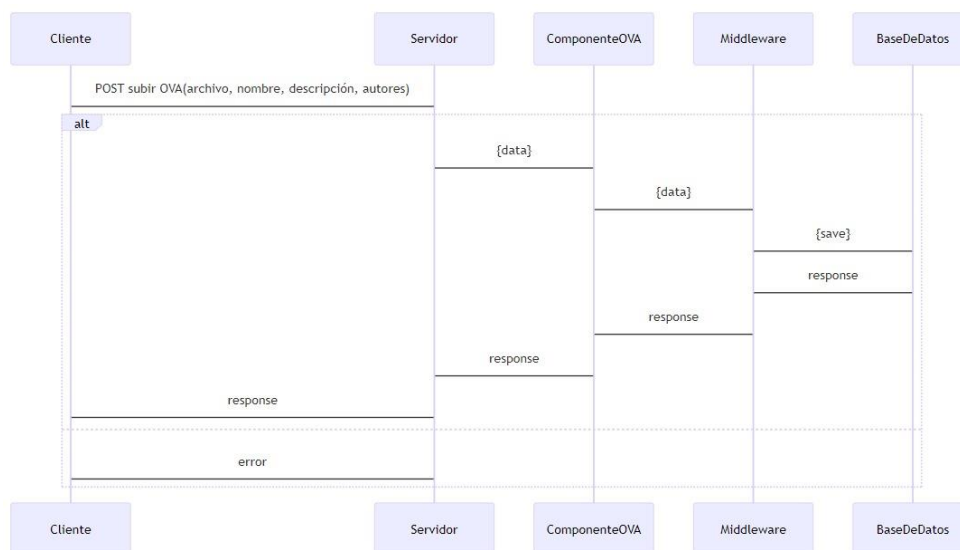 Cliente
Servidor
ComponenteOVA
Middleware
BaseDeDatos
POST subir OVA(archivo, nombre, descripción, autores)
alt
{data}
{data}
{save}
response
response
response
response
error
Cliente
Servidor
ComponenteOVA
Middleware
BaseDeDatos